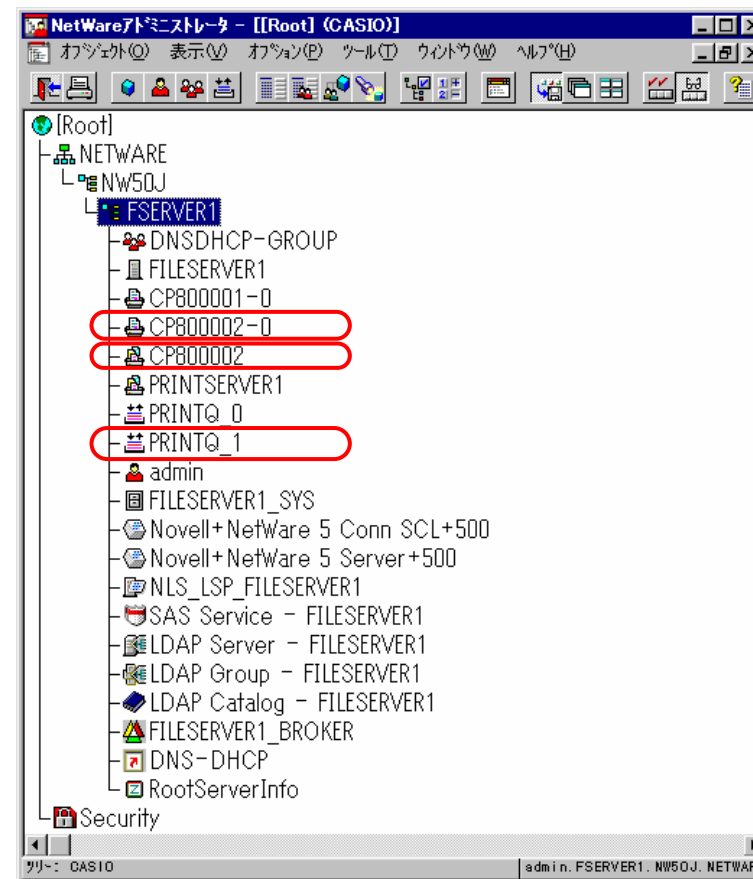 NetWareアドミニストレータ - [[Root] (CASIO)]
オブジェクト(O) 表示(V) オプション(P) ツール(T) ウィンドウ(W) ヘルプ(H)
[Root]
NETWARE
NW50J
FSERVER1
DNSDHCP-GROUP
FILESERVER1
CP800001-0
CP800002-0
CP800002
PRINTSERVER1
PRINTQ_0
PRINTQ_1
admin
FILESERVER1_SYS
Novell+NetWare 5 Conn SCL+500
Novell+NetWare 5 Server+500
NLS_LSP_FILESERVER1
SAS Service - FILESERVER1
LDAP Server - FILESERVER1
LDAP Group - FILESERVER1
LDAP Catalog - FILESERVER1
FILESERVER1_BROKER
DNS-DHCP
RootServerInfo
Security
ツリー: CASIO admin.FSERVER1.NW50J.NETWAR